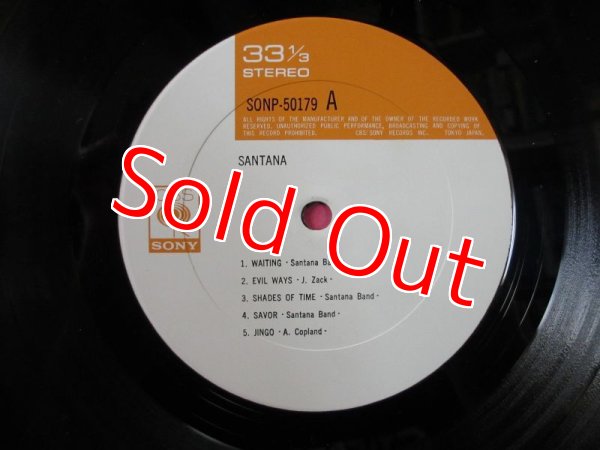 33 1/3
STEREO
SONP-50179 A
ALL RIGHTS OF THE MANUFACTURER AND OF THE OWNER OF THE RECORDED WORK
RESERVED. UNAUTHORIZED PUBLIC PERFORMANCE, BROADCASTING AND COPYING OF
THIS RECORD PROHIBITED. CBS/SONY RECORDS INC. TOKYO JAPAN.
SANTANA
CBS
SONY
Sold Out
1. WAITING - Santana
2. EVIL WAYS - J. Zack -
3. SHADES OF TIME - Santana Band -
4. SAVOR - Santana Band -
5. JINGO - A. Copland -